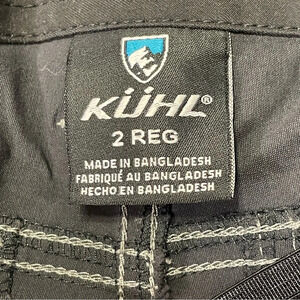 KÜHL®
2 REG
MADE IN BANGLADESH
FABRIQUÉ AU BANGLADESH
HECHO EN BANGLADESH